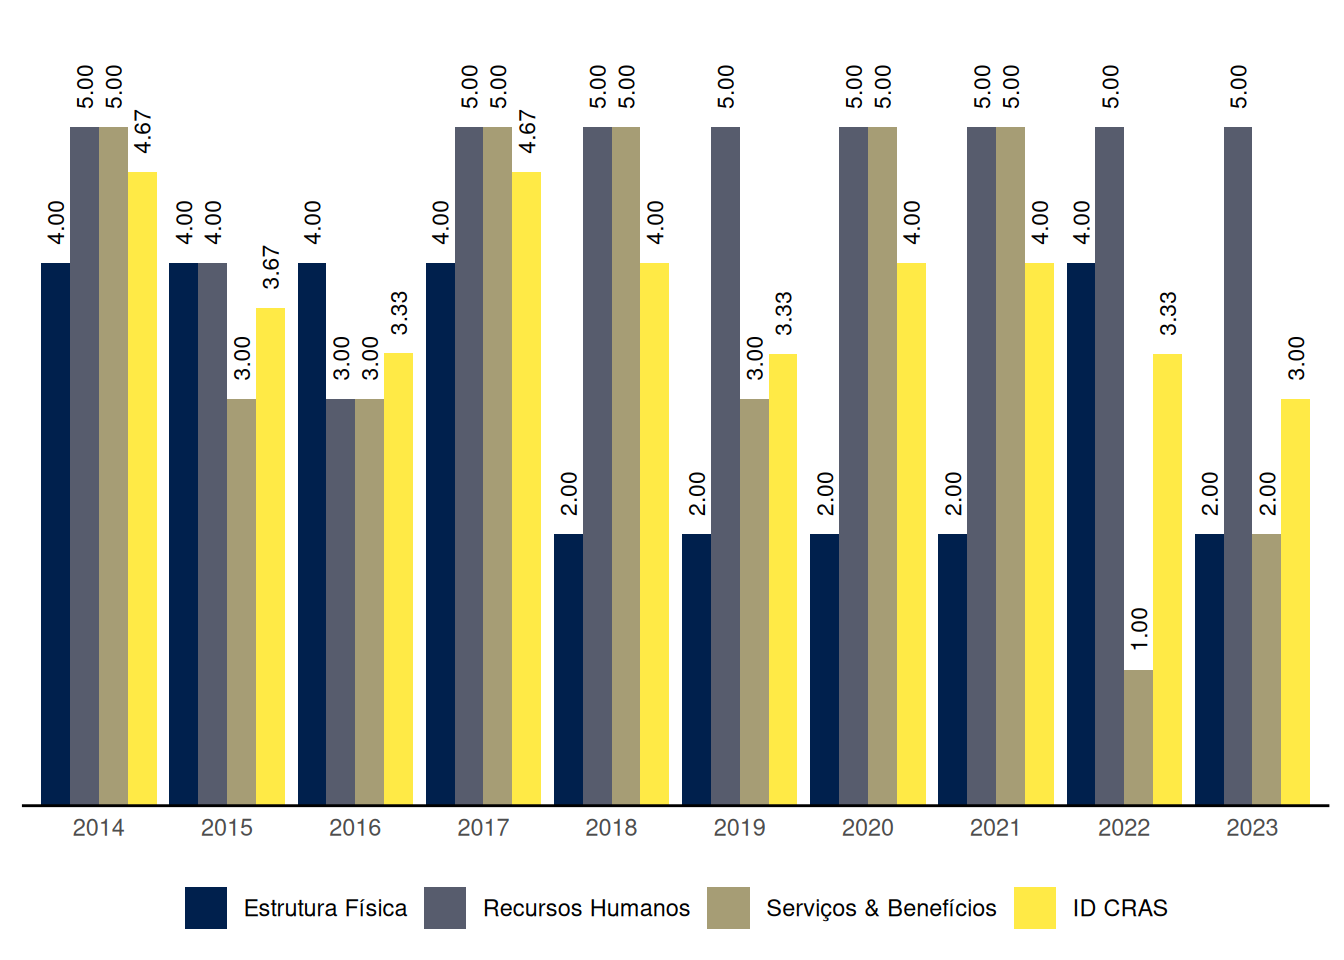 5.00 5.00 5.00 5.00 5.00 5.00 5.00 5.00 5.00 5.00 5.00 5.00 5.00
4.67 4.67
4.00 4.00 4.00 4.00 4.00 4.00 4.00 4.00 4.00
3.67
3.33 3.33 3.33
3.00 3.00 3.00 3.00 3.00
2.00 2.00 2.00 2.00 2.00 2.00
1.00
2014 2015 2016 2017 2018 2019 2020 2021 2022 2023
Estrutura Física Recursos Humanos Serviços & Benefícios ID CRAS